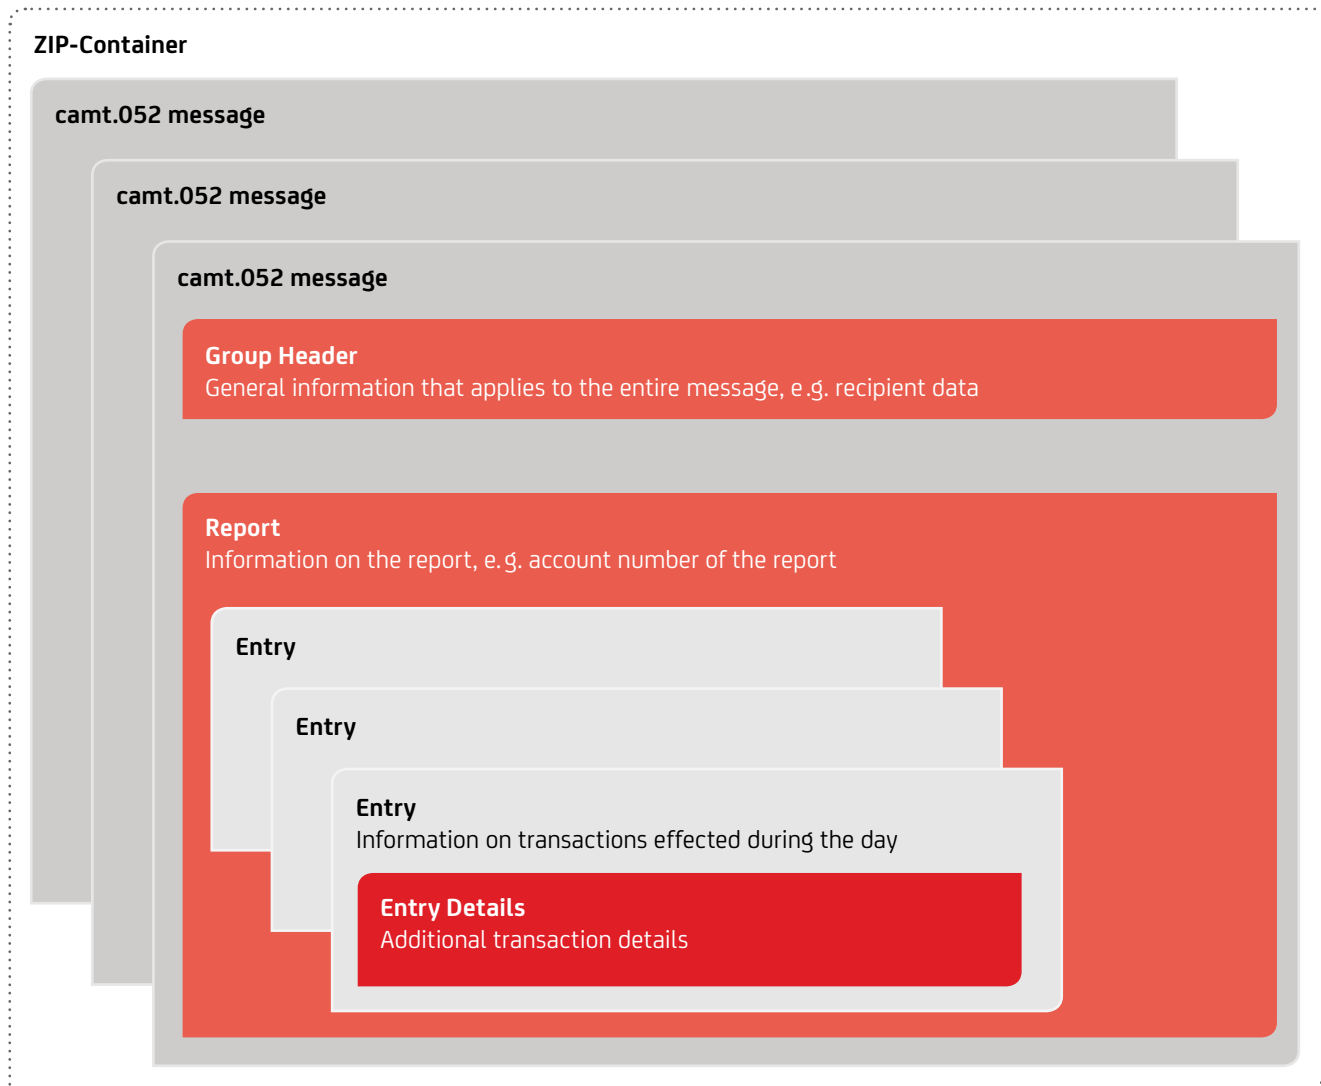 ZIP-Container
camt.052 message
camt.052 message
camt.052 message
Group Header
General information that applies to the entire message, e.g. recipient data
Report
Information on the report, e.g. account number of the report
Entry
Entry
Entry
Information on transactions effected during the day
Entry Details
Additional transaction details